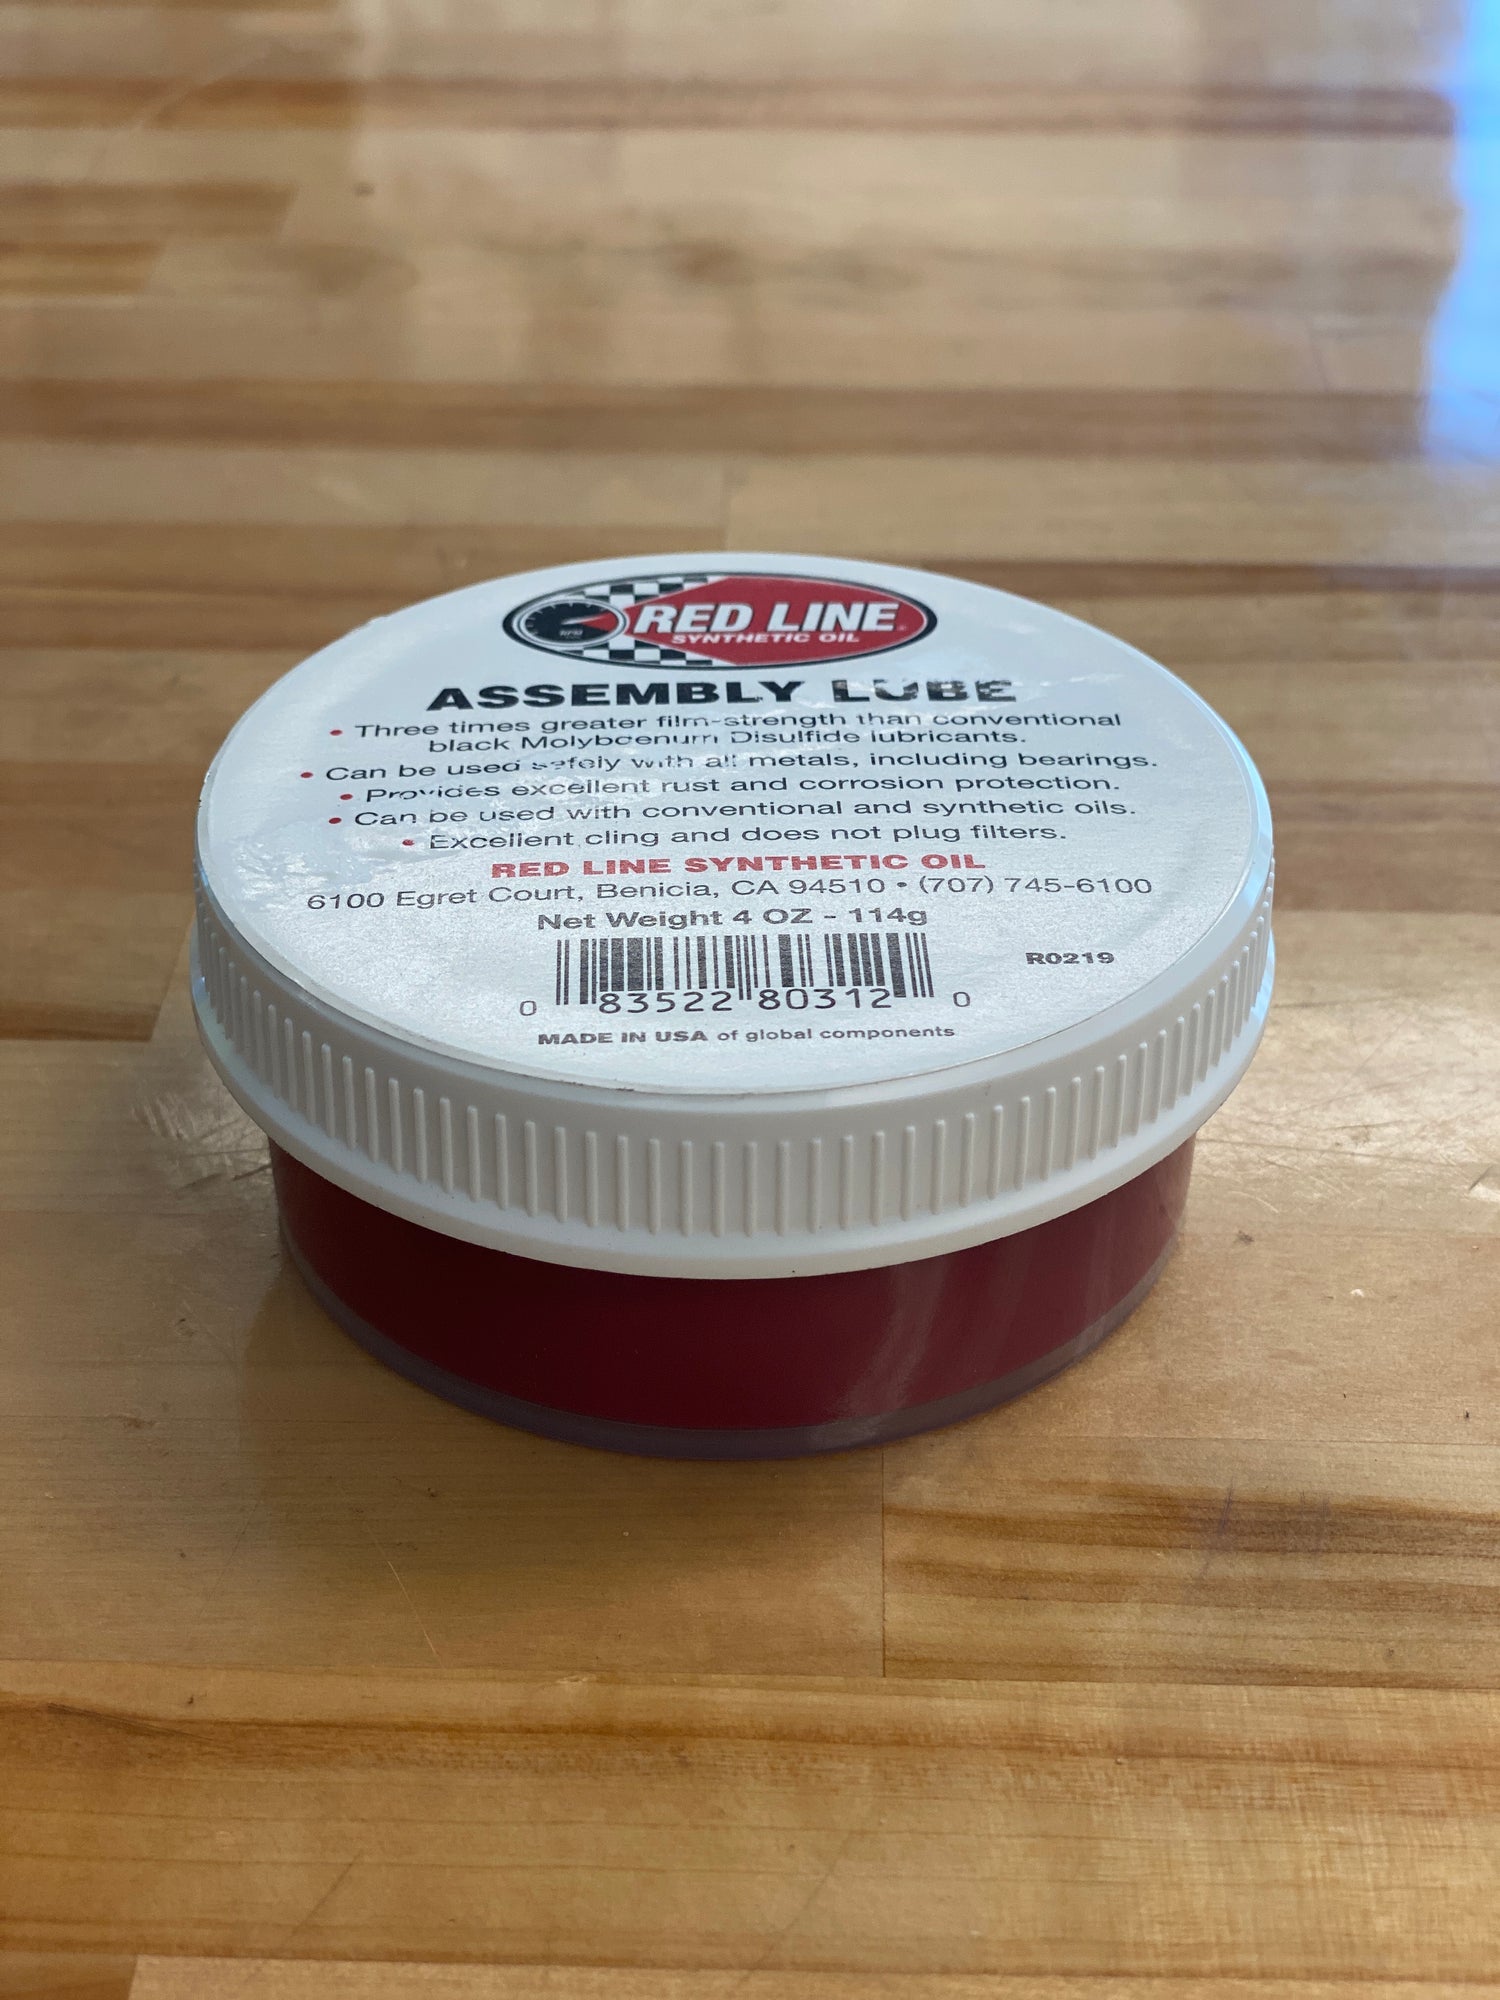 RPM
RED LINE
SYNTHETIC OIL
ASSEMBLY LUBE
• Three times greater film-strength than conventional
black Molybdenum Disulfide lubricants.
• Can be used safely with all metals, including bearings.
• Provides excellent rust and corrosion protection.
• Can be used with conventional and synthetic oils.
• Excellent cling and does not plug filters.
RED LINE SYNTHETIC OIL
6100 Egret Court, Benicia, CA 94510 • (707) 745-6100
Net Weight 4 OZ - 114g
R0219
0 83522 80312 0
MADE IN USA of global components